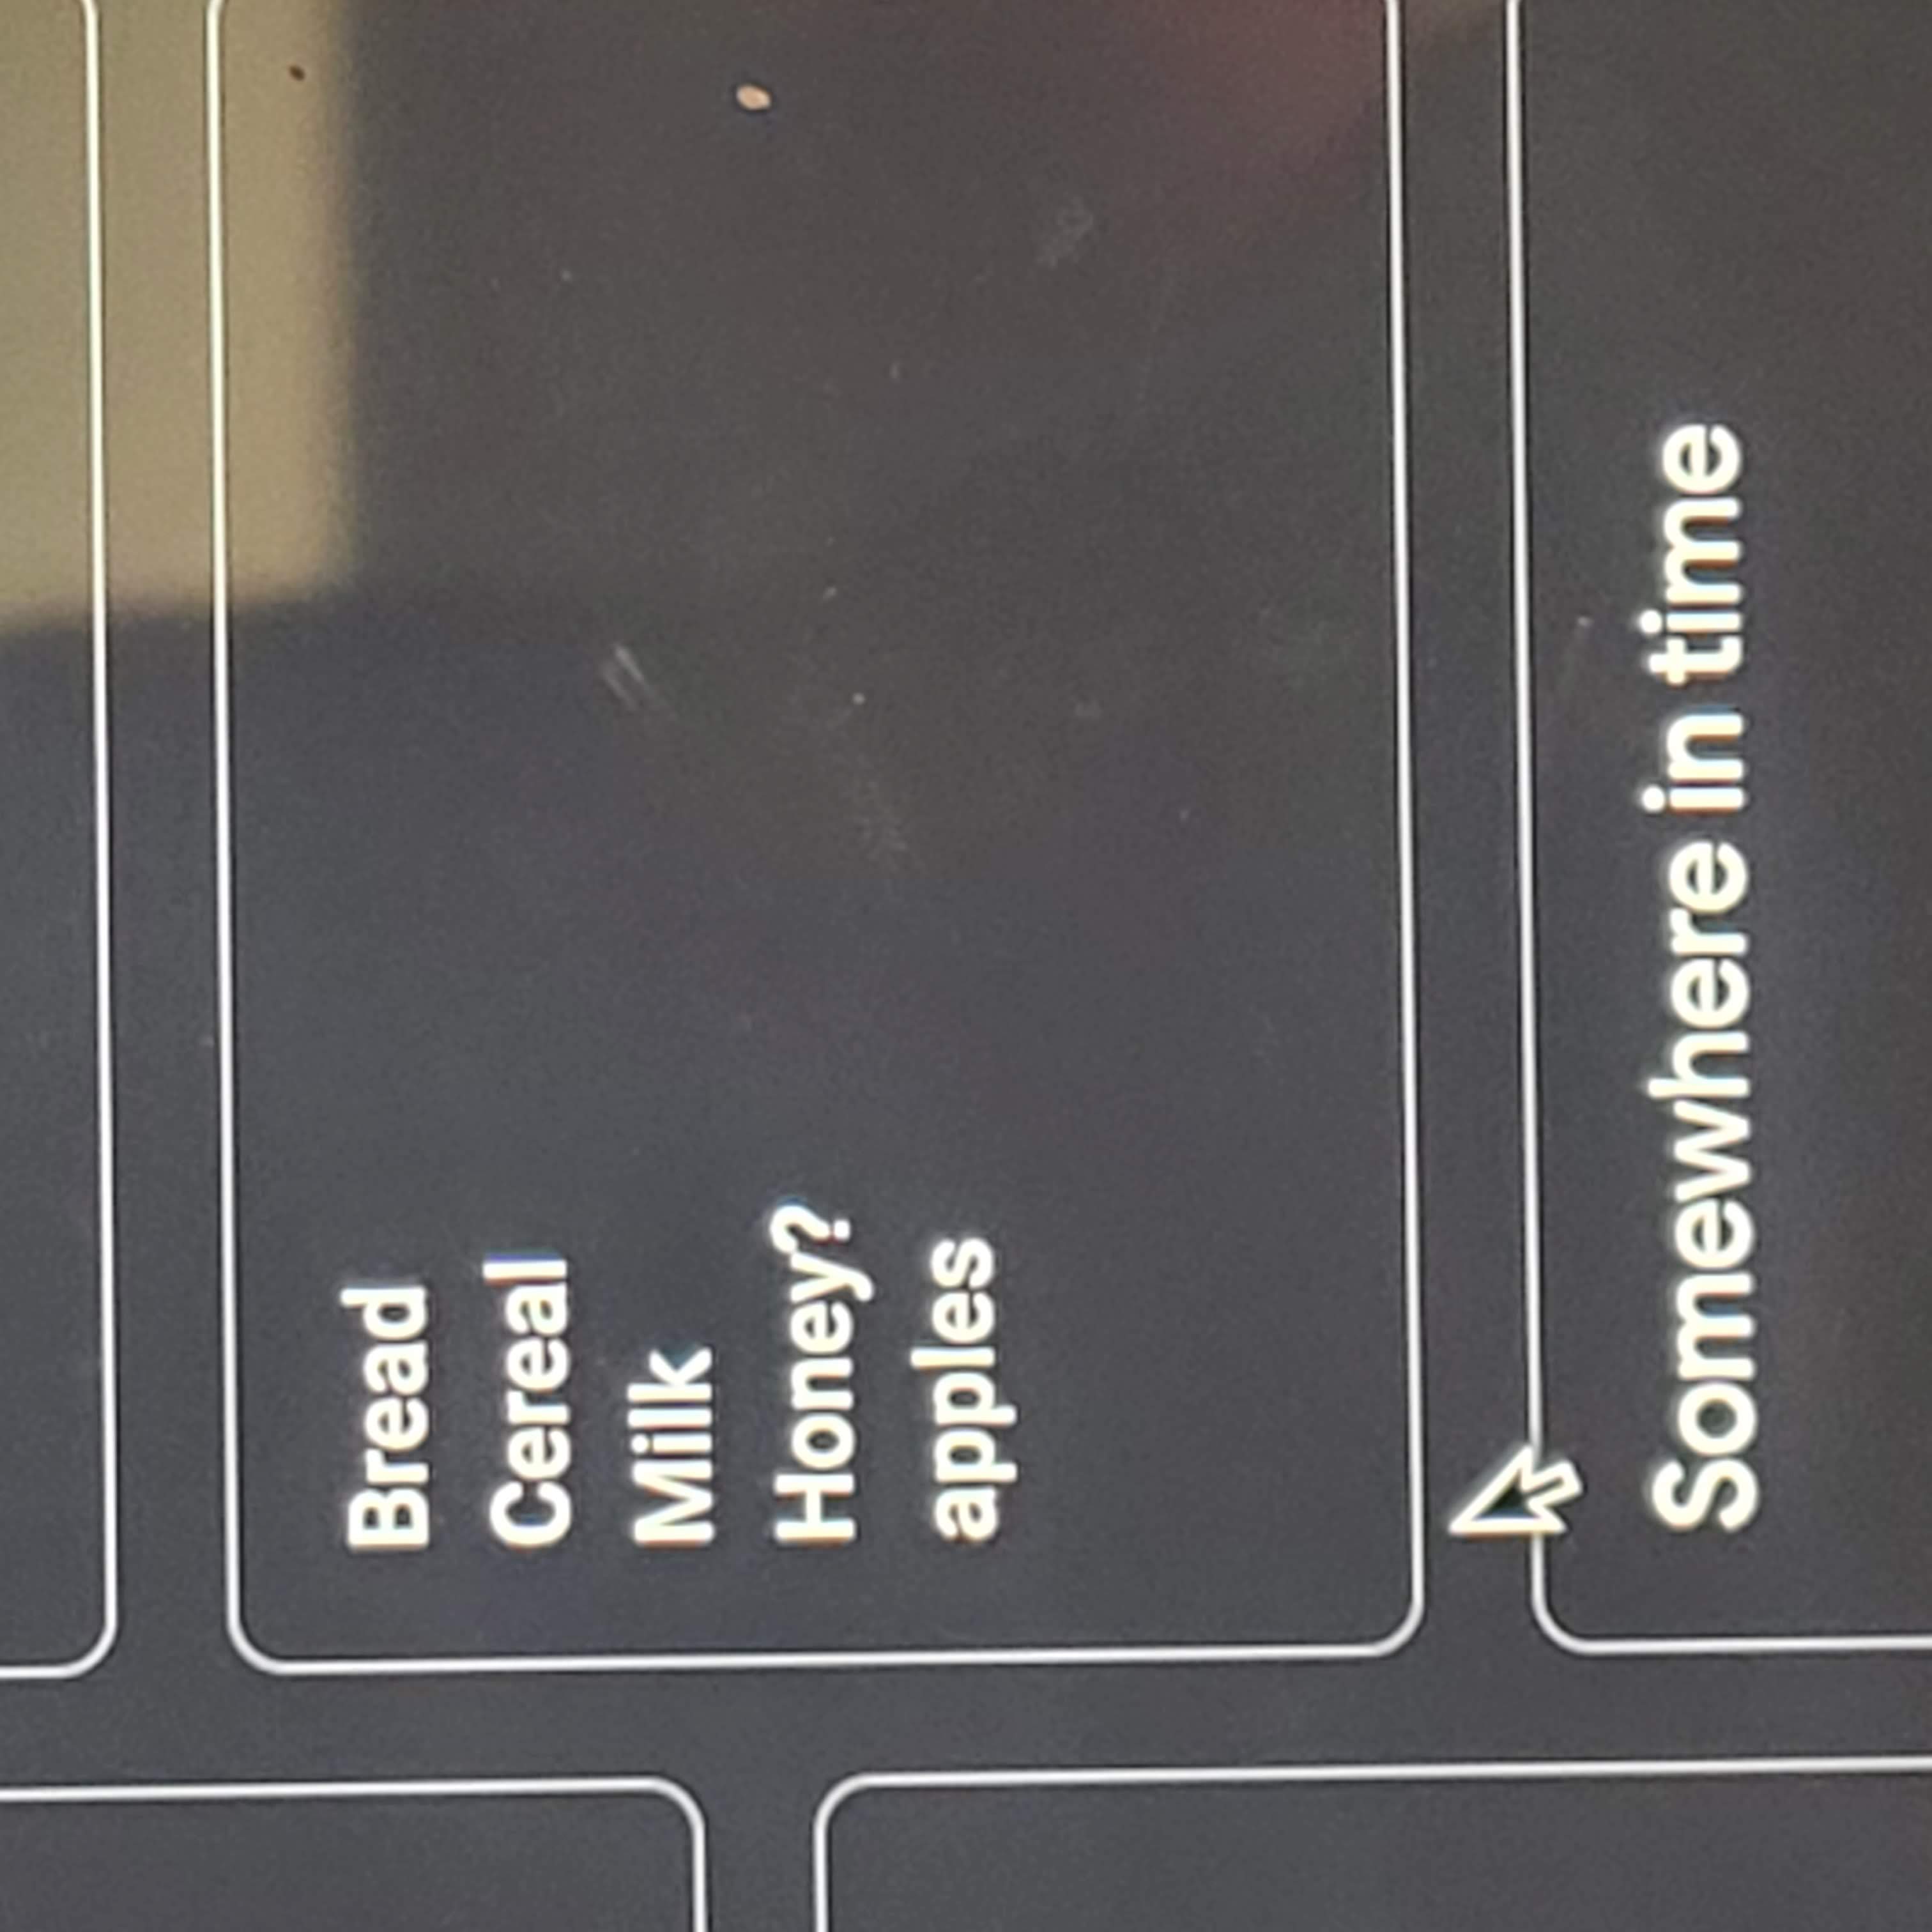 Bread
Cereal
Milk
Honey?
apples
Somewhere in time